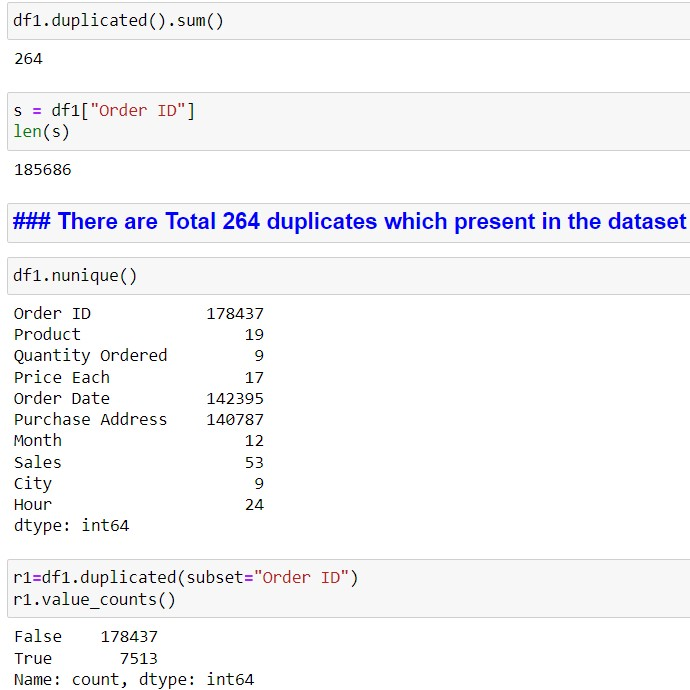 df1.duplicated().sum()
264
s = df1["Order ID"]
len(s)
185686
### There are Total 264 duplicates which present in the dataset
df1.nunique()
Order ID 178437
Product 19
Quantity Ordered 9
Price Each 17
Order Date 142395
Purchase Address 140787
Month 12
Sales 53
City 9
Hour 24
dtype: int64
r1=df1.duplicated(subset="Order ID")
r1.value_counts()
False 178437
True 7513
Name: count, dtype: int64